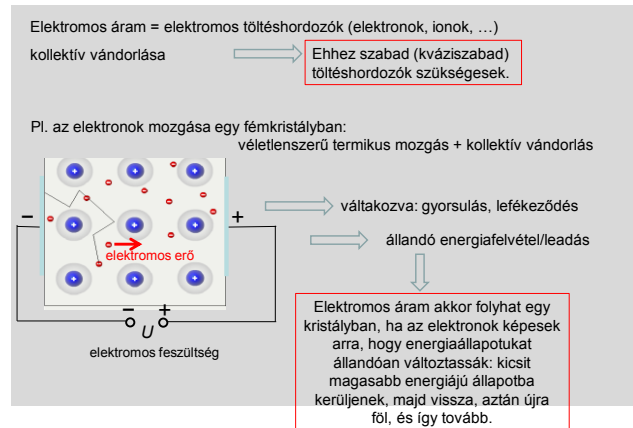 Elektromos áram = elektromos töltéshordozók (elektronok, ionok, …)
kollektív vándorlása
Ehhez szabad (kváziszabad)
töltéshordozók szükségesek.
Pl. az elektronok mozgása egy fémkristályban:
véletlenszerű termikus mozgás + kollektív vándorlás
–
+
elektromos erő
váltakozva: gyorsulás, lefékeződés
állandó energiafelvétel/leadás
– +
U
elektromos feszültség
Elektromos áram akkor folyhat egy
kristályban, ha az elektronok képesek
arra, hogy energiaállapotukat
állandóan változtassák: kicsit
magasabb energiájú állapotba
kerüljenek, majd vissza, aztán újra
föl, és így tovább.